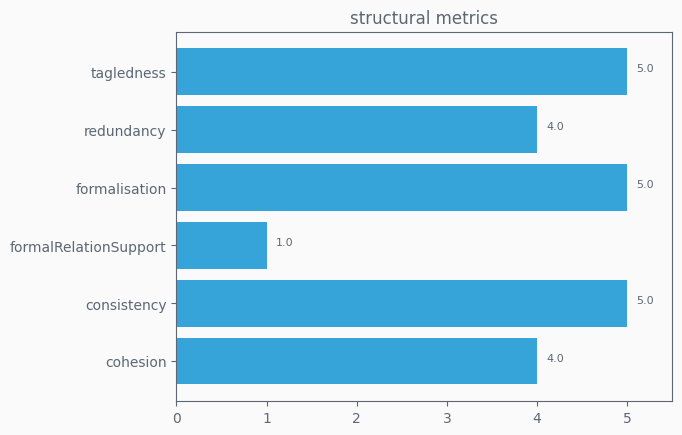 structural metrics
tagledness 5.0
redundancy 4.0
formalisation 5.0
formalRelationSupport 1.0
consistency 5.0
cohesion 4.0
0 1 2 3 4 5